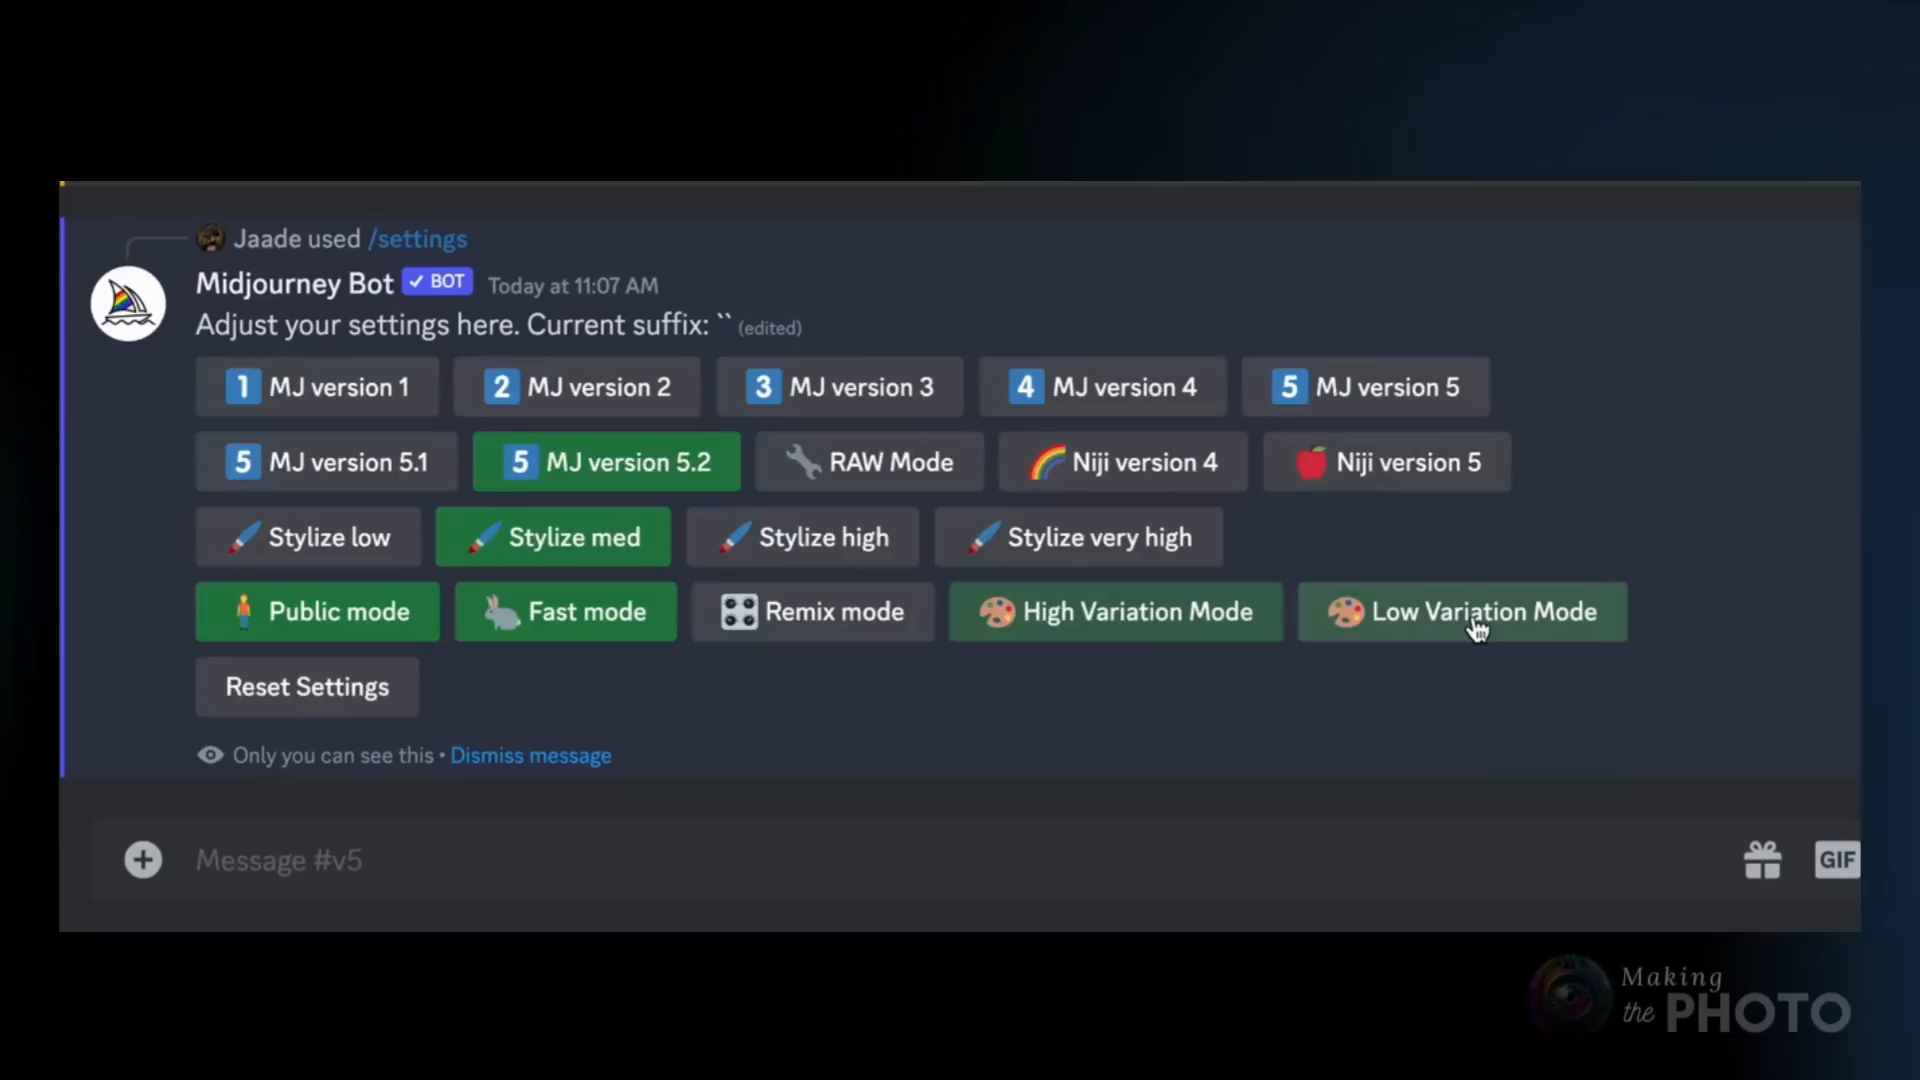 Jaade used /settings
Midjourney Bot ✓ BOT Today at 11:07 AM
Adjust your settings here. Current suffix: `` (edited)
1 MJ version 1 2 MJ version 2 3 MJ version 3 4 MJ version 4 5 MJ version 5
5 MJ version 5.1 5 MJ version 5.2 RAW Mode Niji version 4 Niji version 5
Stylize low Stylize med Stylize high Stylize very high
Public mode Fast mode Remix mode High Variation Mode Low Variation Mode
Reset Settings
Only you can see this • Dismiss message
Message #v5 GIF
Making
the PHOTO